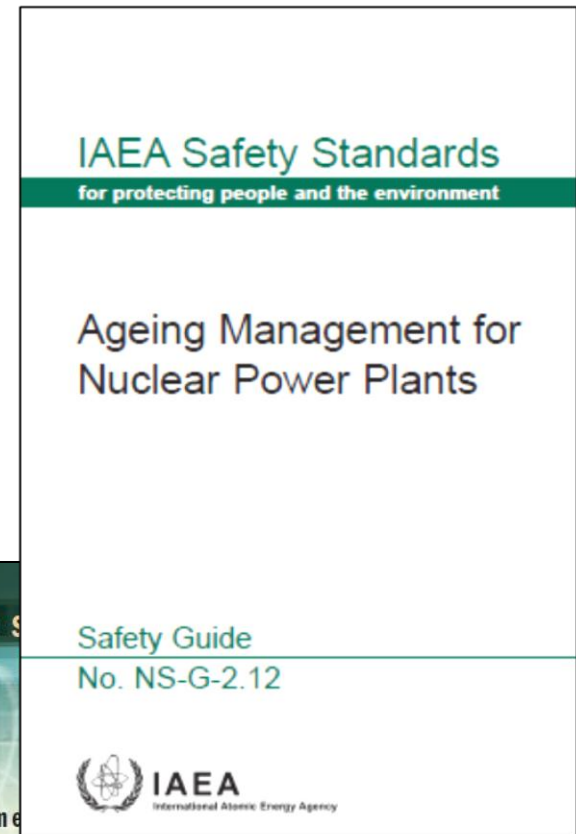 IAEA Safety Standards
for protecting people and the environment
Ageing Management for
Nuclear Power Plants
Safety Guide
No. NS-G-2.12
IAEA
International Atomic Energy Agency